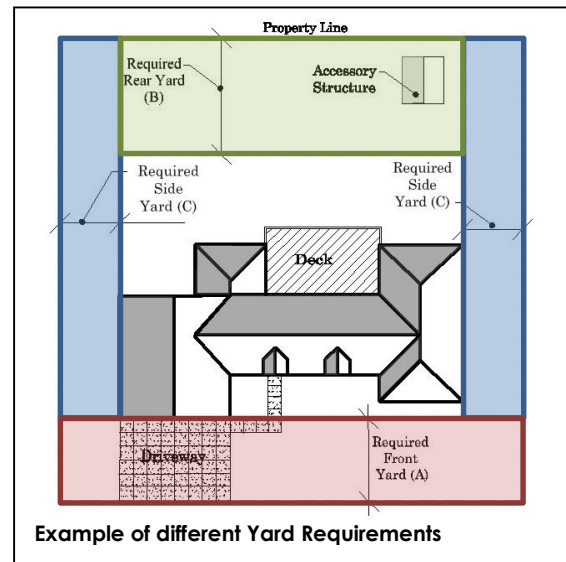 Property Line
Required
Rear Yard
(B)
Accessory
Structure
Required
Side
Yard (C)
Required
Side
Yard (C)
Deck
Driveway
Required
Front
Yard (A)
Example of different Yard Requirements